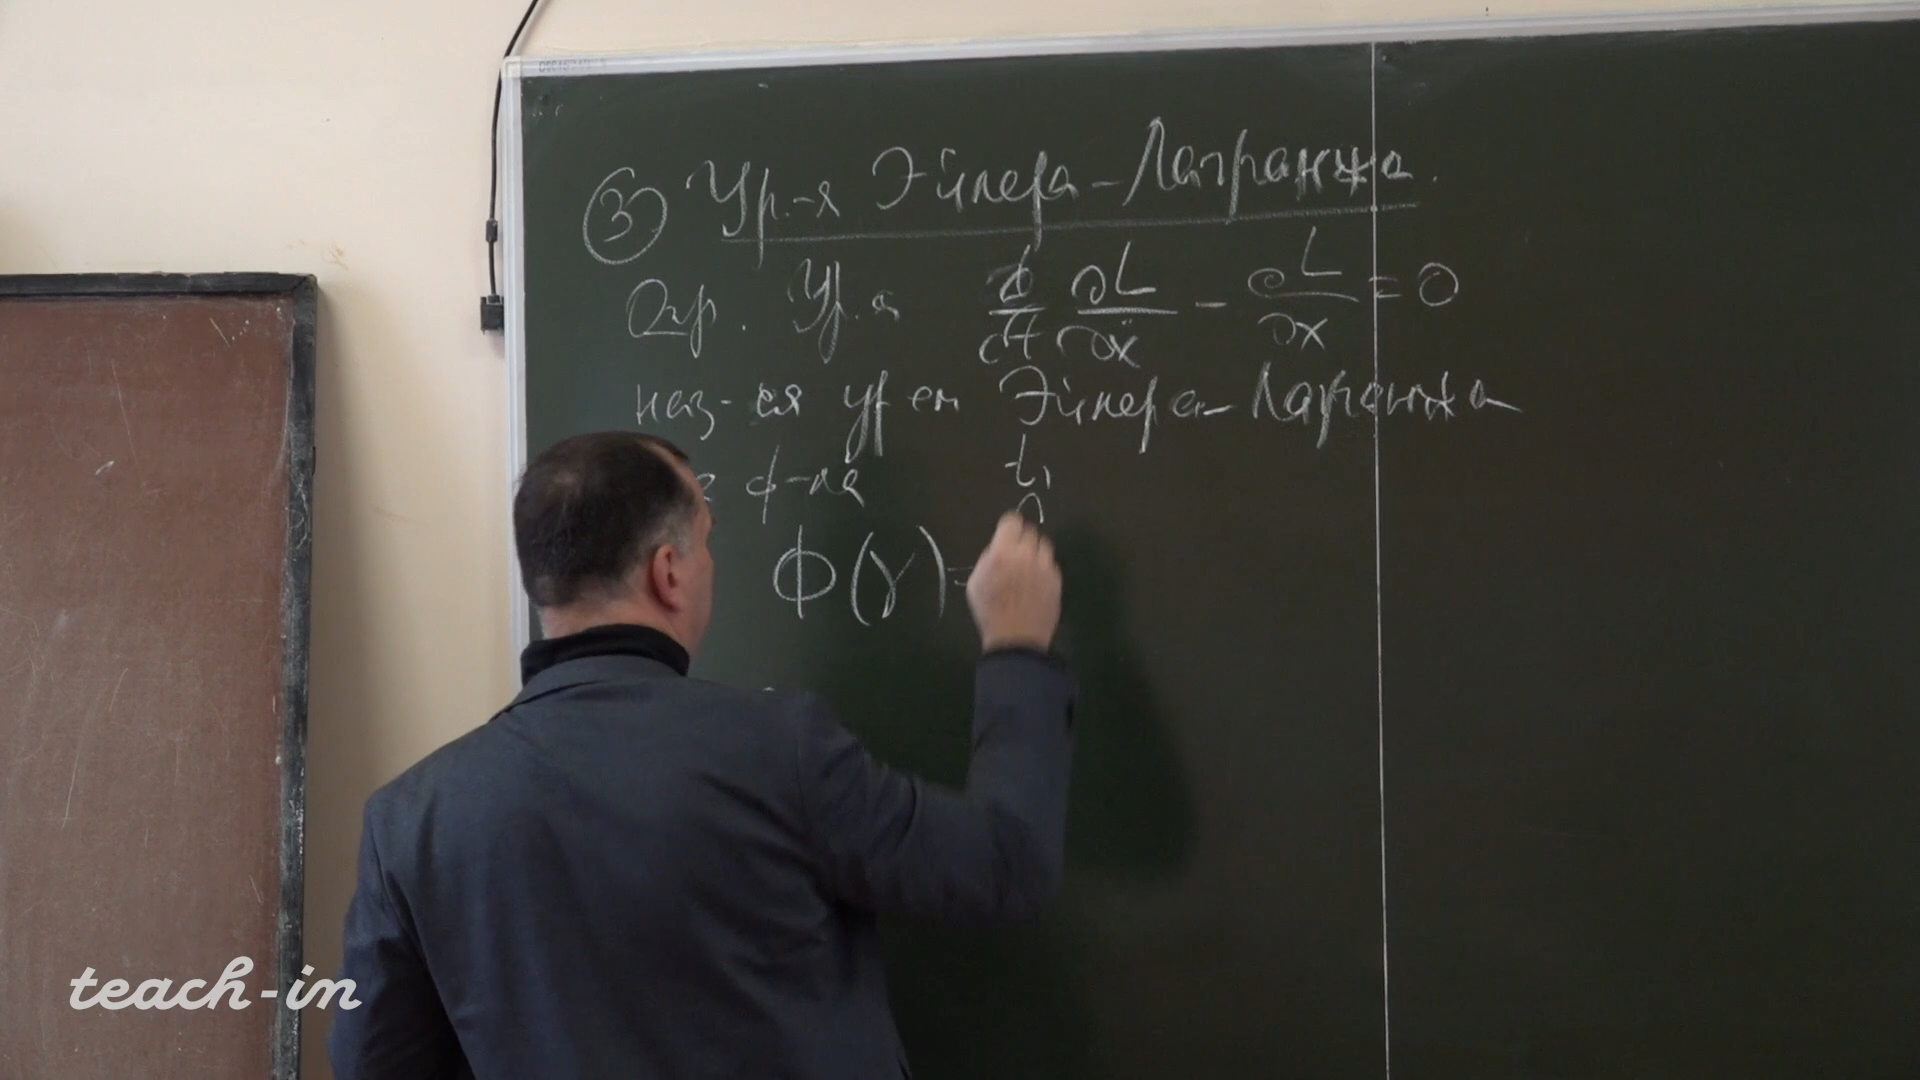 ③ Ур.-я Эйлера-Лагранжа.
Опр. Ур.-я d/dt ∂L/∂ẋ - ∂L/∂x = 0
наз-ся ур-ем Эйлера-Лагранжа
ф-ла t₁
Φ(γ)=
teach-in